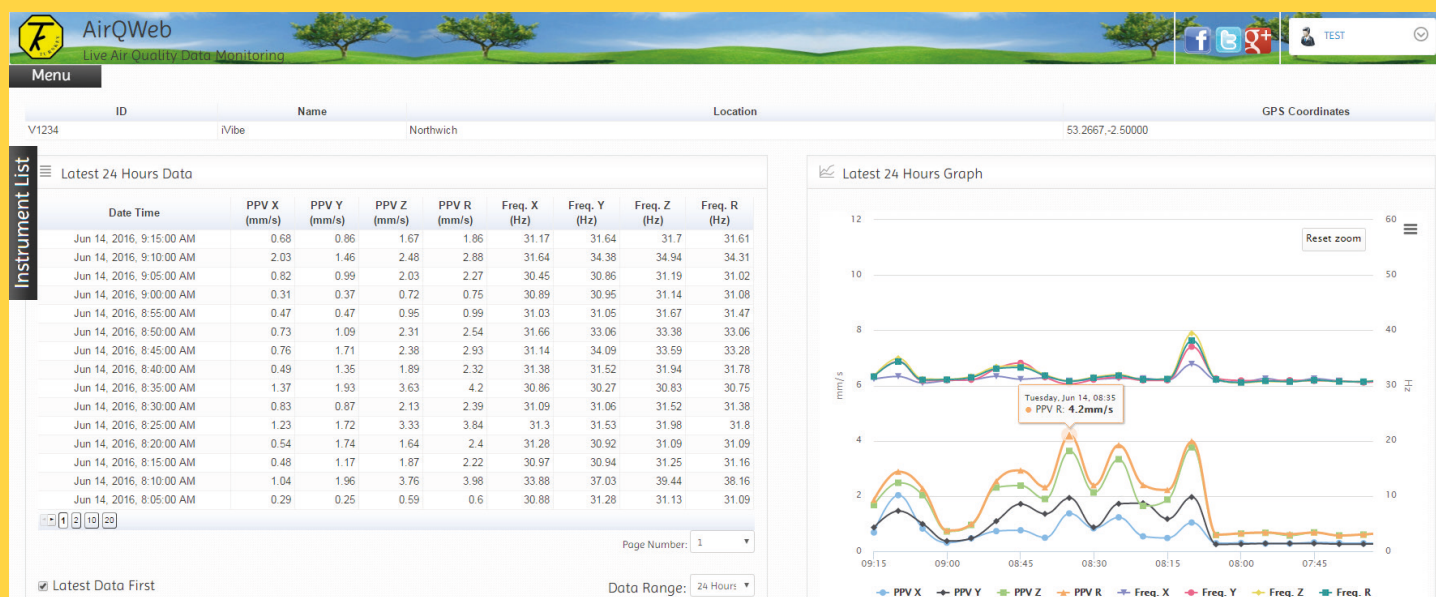 AirQWeb
Live Air Quality Data Monitoring
TEST
Menu
ID Name Location GPS Coordinates
V1234 iVibe Northwich 53.2667,-2.50000
Instrument List
Latest 24 Hours Data
Date Time PPV X (mm/s) PPV Y (mm/s) PPV Z (mm/s) PPV R (mm/s) Freq. X (Hz) Freq. Y (Hz) Freq. Z (Hz) Freq. R (Hz)
Jun 14, 2016, 9:15:00 AM 0.68 0.86 1.67 1.86 31.17 31.64 31.7 31.61
Jun 14, 2016, 9:10:00 AM 2.03 1.46 2.48 2.88 31.64 34.38 34.94 34.31
Jun 14, 2016, 9:05:00 AM 0.82 0.99 2.03 2.27 30.45 30.86 31.19 31.02
Jun 14, 2016, 9:00:00 AM 0.31 0.37 0.72 0.75 30.89 30.95 31.14 31.08
Jun 14, 2016, 8:55:00 AM 0.47 0.47 0.95 0.99 31.03 31.05 31.67 31.47
Jun 14, 2016, 8:50:00 AM 0.73 1.09 2.31 2.54 31.66 33.06 33.38 33.06
Jun 14, 2016, 8:45:00 AM 0.76 1.71 2.38 2.93 31.14 34.09 33.59 33.28
Jun 14, 2016, 8:40:00 AM 0.49 1.35 1.89 2.32 31.38 31.52 31.94 31.78
Jun 14, 2016, 8:35:00 AM 1.37 1.93 3.63 4.2 30.86 30.27 30.83 30.75
Jun 14, 2016, 8:30:00 AM 0.83 0.87 2.13 2.39 31.09 31.06 31.52 31.38
Jun 14, 2016, 8:25:00 AM 1.23 1.72 3.33 3.84 31.3 31.53 31.98 31.8
Jun 14, 2016, 8:20:00 AM 0.54 1.74 1.64 2.4 31.28 30.92 31.09 31.09
Jun 14, 2016, 8:15:00 AM 0.48 1.17 1.87 2.22 30.97 30.94 31.25 31.16
Jun 14, 2016, 8:10:00 AM 1.04 1.96 3.76 3.98 33.88 37.03 39.44 38.16
Jun 14, 2016, 8:05:00 AM 0.29 0.25 0.59 0.6 30.88 31.28 31.13 31.09
1 2 10 20
Page Number: 1
Latest Data First
Data Range: 24 Hours
Latest 24 Hours Graph
12 60
Reset zoom
10 50
8 40
mm/s
6 30
Hz
Tuesday, Jun 14, 08:35
PPV R: 4.2mm/s
4 20
2 10
0 0
09:15 09:00 08:45 08:30 08:15 08:00 07:45
PPV X PPV Y PPV Z PPV R Freq. X Freq. Y Freq. Z Freq. R